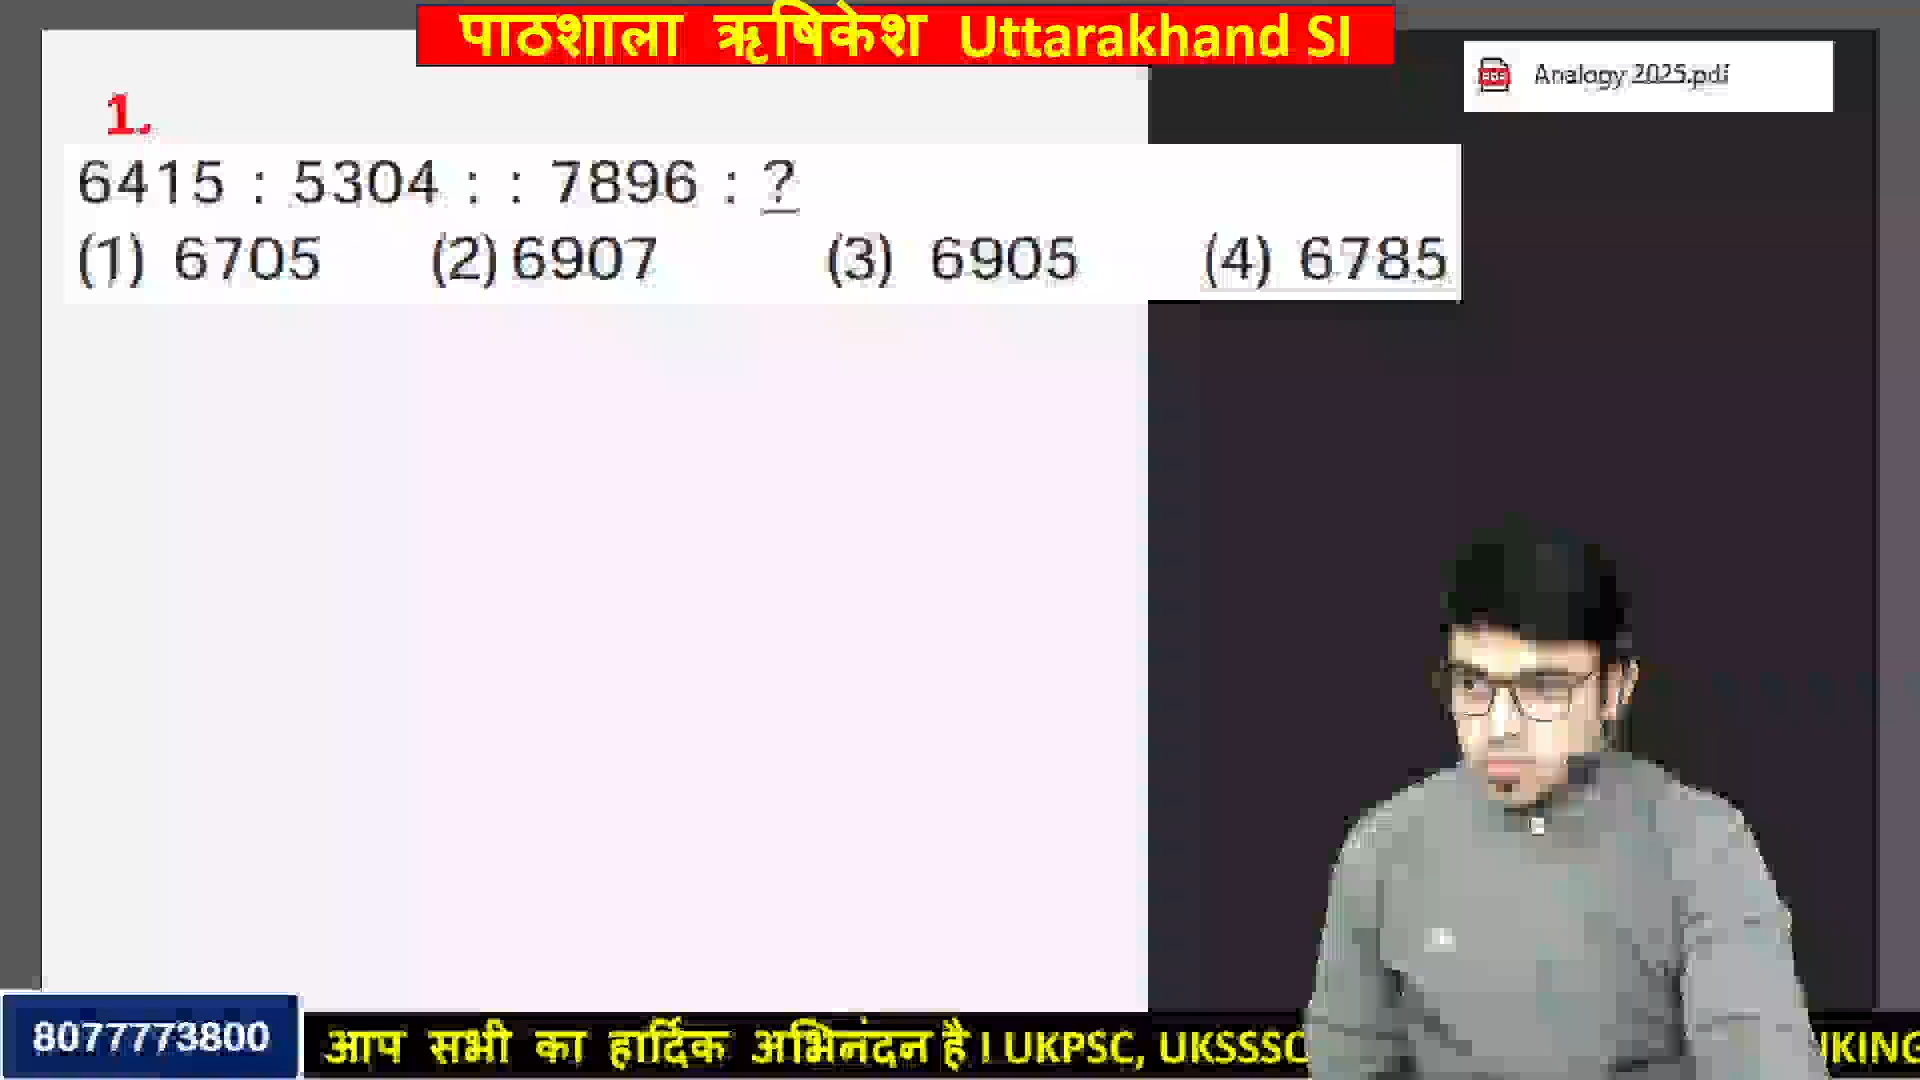 पाठशाला ऋषिकेश Uttarakhand SI
Analogy 2025.pdf
1.
6415 : 5304 : : 7896 : ?
(1) 6705 (2) 6907 (3) 6905 (4) 6785
8077773800
आप सभी का हार्दिक अभिनंदन है I UKPSC, UKSSSC